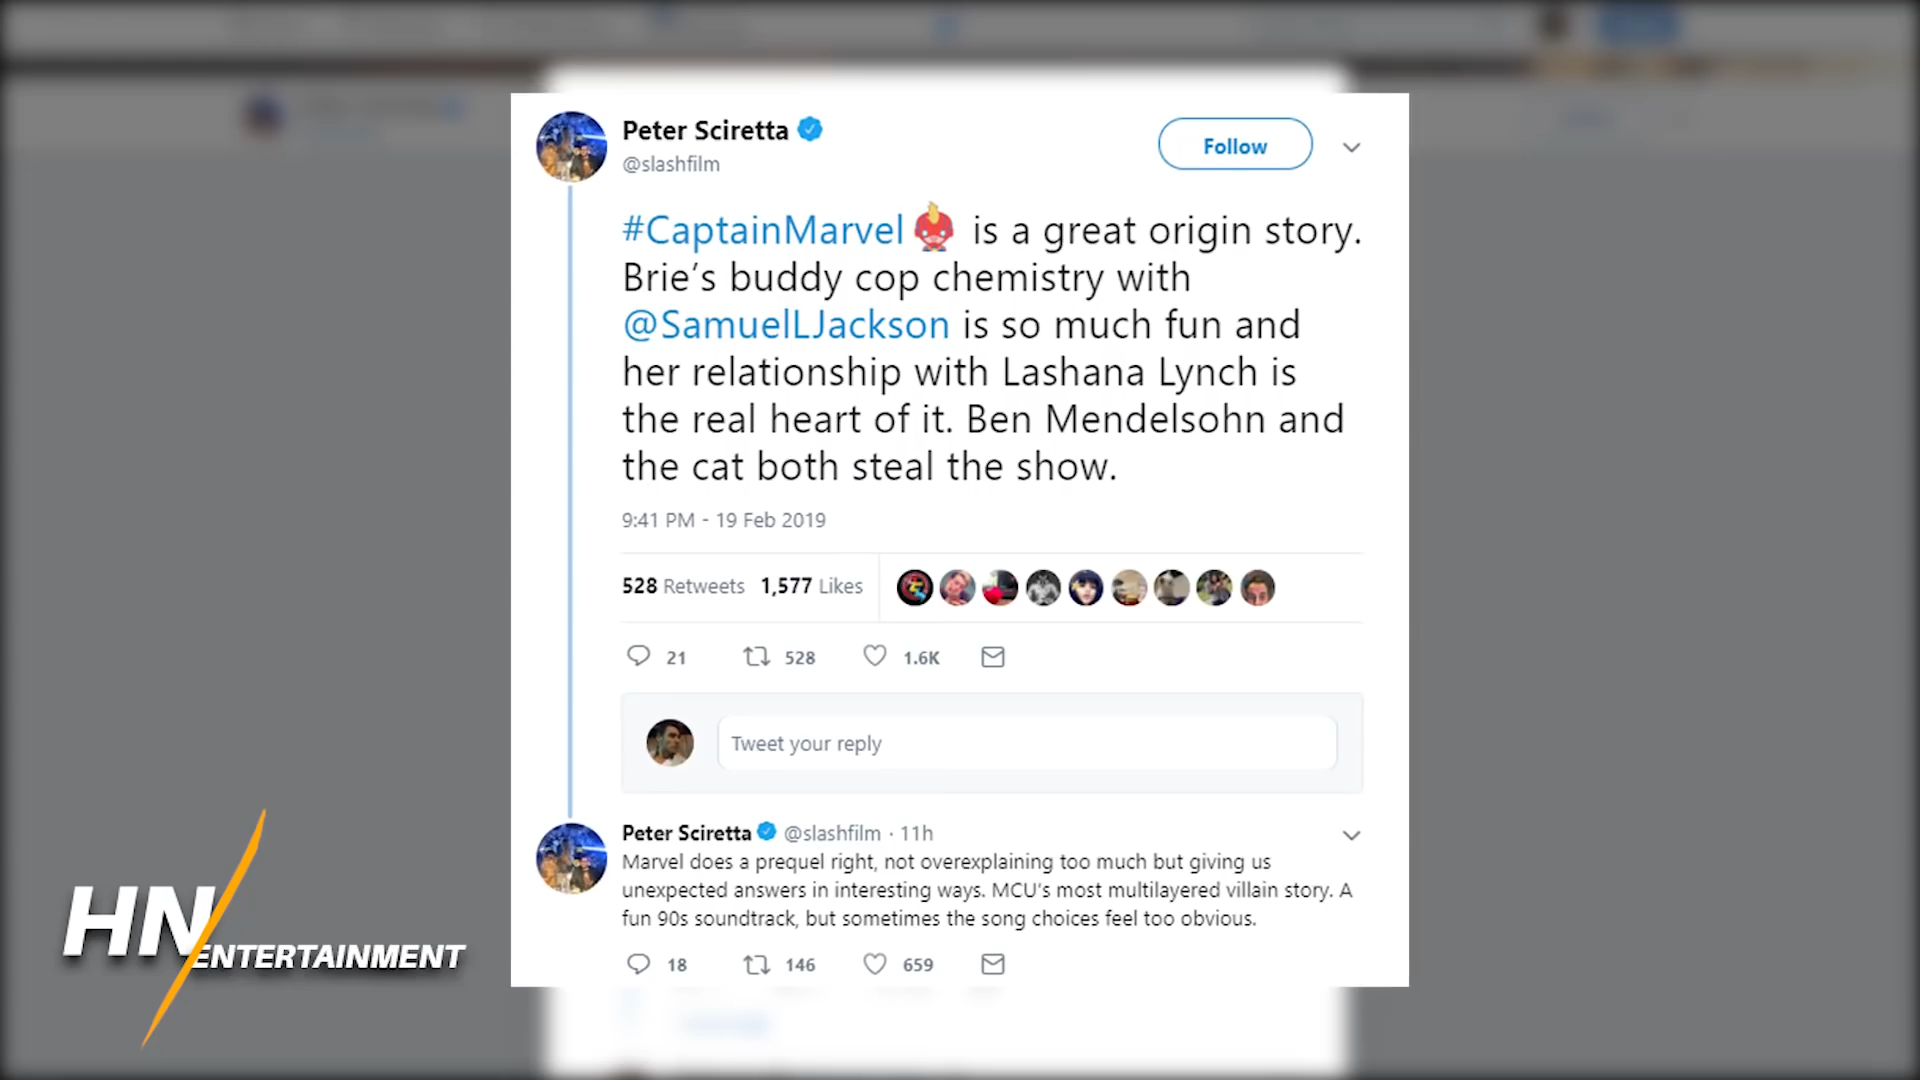 Peter Sciretta
@slashfilm
Follow
#CaptainMarvel is a great origin story.
Brie's buddy cop chemistry with
@SamuelLJackson is so much fun and
her relationship with Lashana Lynch is
the real heart of it. Ben Mendelsohn and
the cat both steal the show.
9:41 PM - 19 Feb 2019
528 Retweets 1,577 Likes
21 528 1.6K
Tweet your reply
Peter Sciretta @slashfilm · 11h
Marvel does a prequel right, not overexplaining too much but giving us
unexpected answers in interesting ways. MCU's most multilayered villain story. A
fun 90s soundtrack, but sometimes the song choices feel too obvious.
18 146 659
HN
ENTERTAINMENT